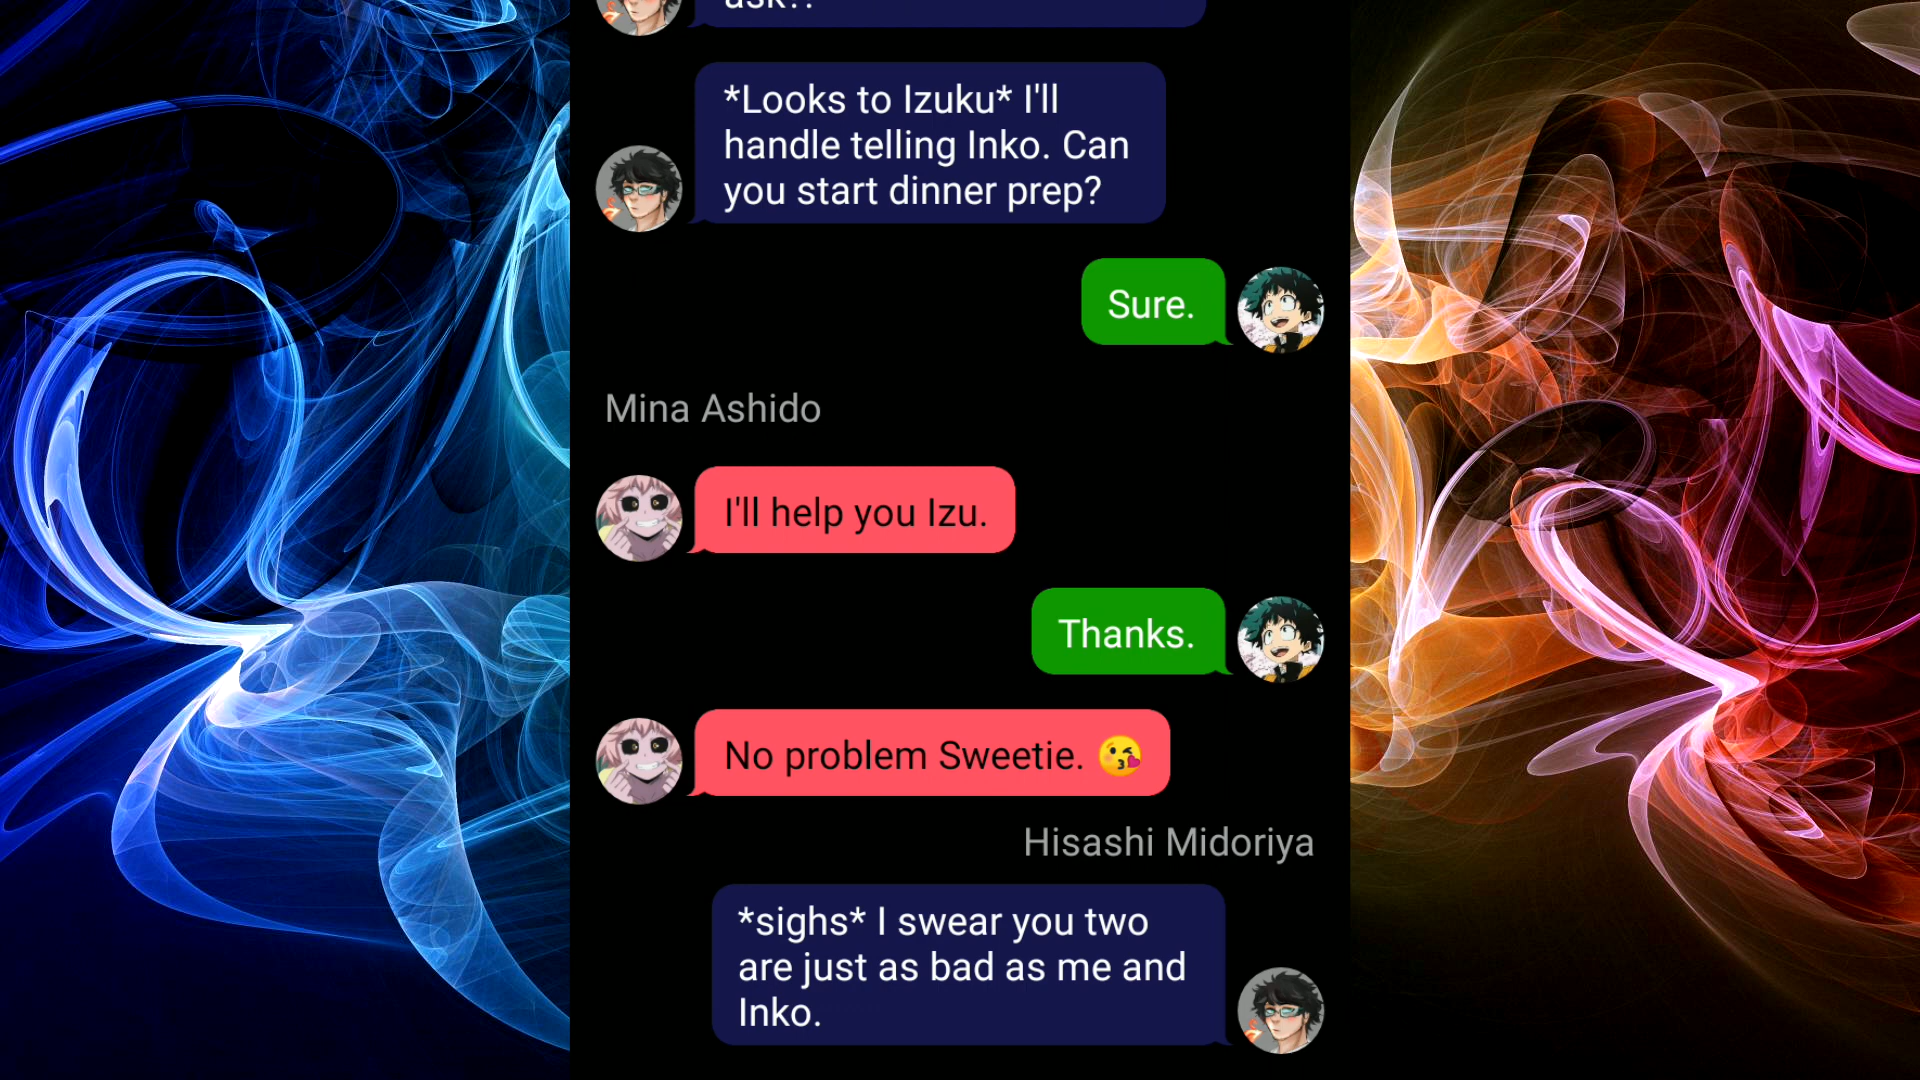 ask??
*Looks to Izuku* I'll
handle telling Inko. Can
you start dinner prep?
Sure.
Mina Ashido
I'll help you Izu.
Thanks.
No problem Sweetie. 😘
Hisashi Midoriya
*sighs* I swear you two
are just as bad as me and
Inko.